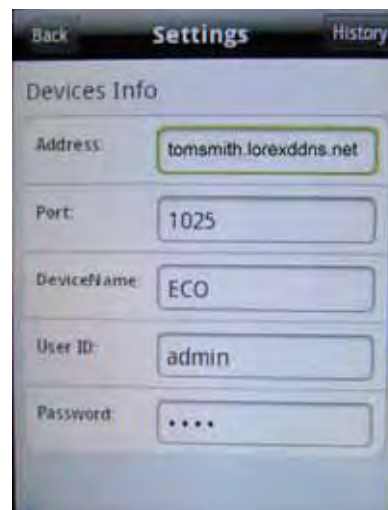 Back Settings History
Devices Info
Address: tomsmith.lorexddns.net
Port: 1025
DeviceName: ECO
User ID: admin
Password: ••••